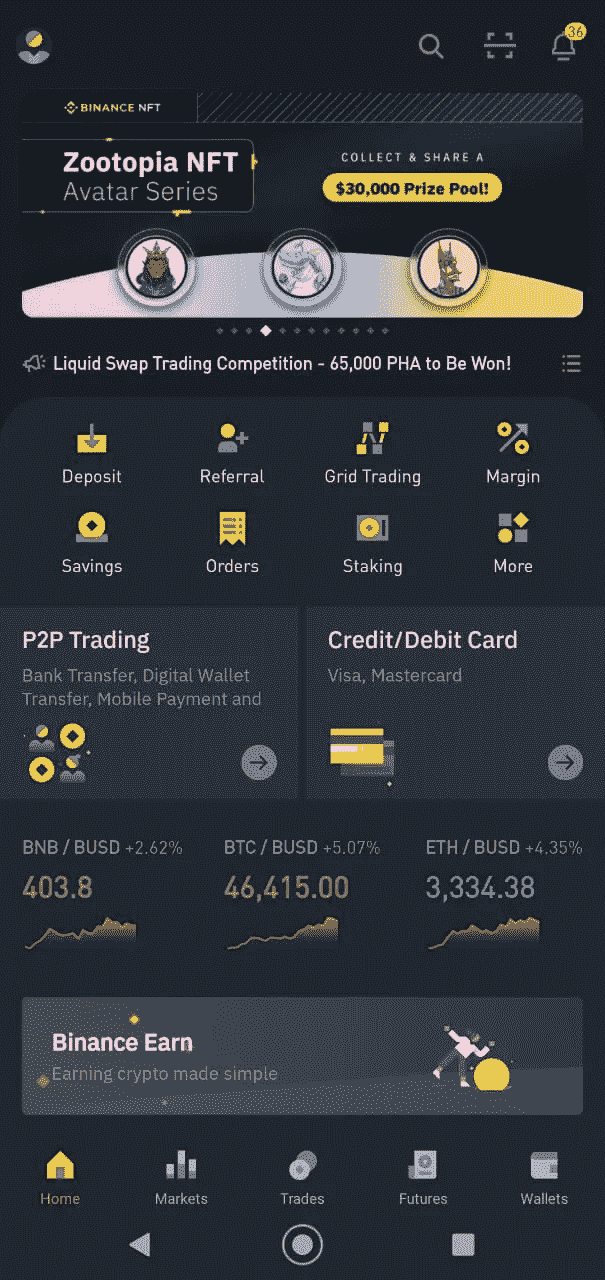 36
BINANCE NFT
Zootopia NFT
Avatar Series
COLLECT & SHARE A
$30,000 Prize Pool!
Liquid Swap Trading Competition - 65,000 PHA to Be Won!
Deposit Referral Grid Trading Margin
Savings Orders Staking More
P2P Trading
Bank Transfer, Digital Wallet
Transfer, Mobile Payment and
Credit/Debit Card
Visa, Mastercard
BNB / BUSD +2.62% BTC / BUSD +5.07% ETH / BUSD +4.35%
403.8 46,415.00 3,334.38
Binance Earn
Earning crypto made simple
Home Markets Trades Futures Wallets